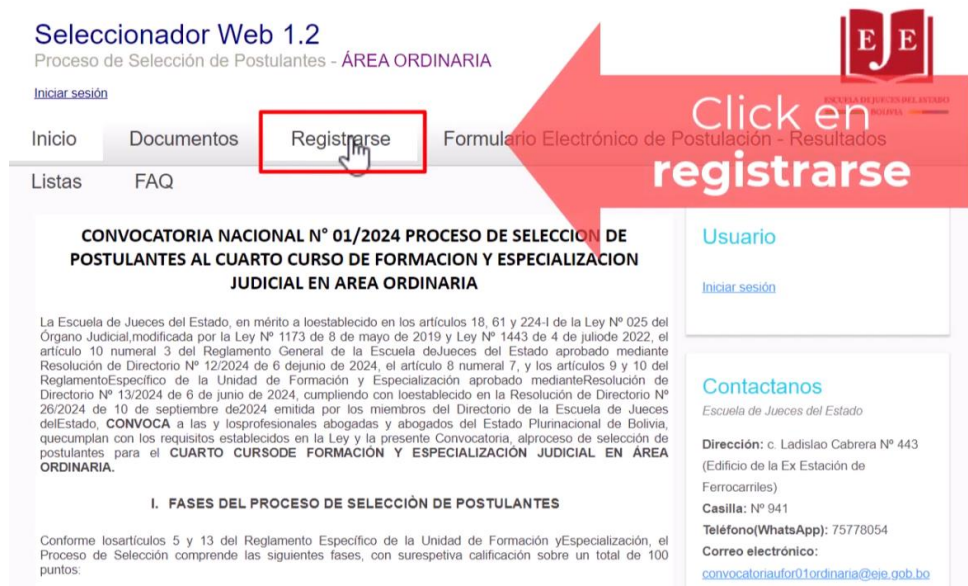 Seleccionador Web 1.2
Proceso de Selección de Postulantes - ÁREA ORDINARIA
Iniciar sesión
E E
ESCUELA DE JUECES DEL ESTADO
BOLIVIA
Click en
registrarse
Inicio Documentos Registrarse Formulario Electrónico de Postulación - Resultados
Listas FAQ
CONVOCATORIA NACIONAL N° 01/2024 PROCESO DE SELECCION DE
POSTULANTES AL CUARTO CURSO DE FORMACION Y ESPECIALIZACION
JUDICIAL EN AREA ORDINARIA
La Escuela de Jueces del Estado, en mérito a loestablecido en los artículos 18, 61 y 224-I de la Ley Nº 025 del
Órgano Judicial,modificada por la Ley Nº 1173 de 8 de mayo de 2019 y Ley Nº 1443 de 4 de juliode 2022, el
artículo 10 numeral 3 del Reglamento General de la Escuela deJueces del Estado aprobado mediante
Resolución de Directorio Nº 12/2024 de 6 dejunio de 2024, el artículo 8 numeral 7, y los artículos 9 y 10 del
ReglamentoEspecífico de la Unidad de Formación y Especialización aprobado medianteResolución de
Directorio Nº 13/2024 de 6 de junio de 2024, cumpliendo con loestablecido en la Resolución de Directorio Nº
26/2024 de 10 de septiembre de2024 emitida por los miembros del Directorio de la Escuela de Jueces
delEstado, CONVOCA a las y losprofesionales abogadas y abogados del Estado Plurinacional de Bolivia,
quecumplan con los requisitos establecidos en la Ley y la presente Convocatoria, alproceso de selección de
postulantes para el CUARTO CURSODE FORMACIÓN Y ESPECIALIZACIÓN JUDICIAL EN ÁREA
ORDINARIA.
I. FASES DEL PROCESO DE SELECCIÒN DE POSTULANTES
Conforme losartículos 5 y 13 del Reglamento Específico de la Unidad de Formación yEspecialización, el
Proceso de Selección comprende las siguientes fases, con surespetiva calificación sobre un total de 100
puntos:
Usuario
Iniciar sesión
Contactanos
Escuela de Jueces del Estado
Dirección: c. Ladislao Cabrera Nº 443
(Edificio de la Ex Estación de
Ferrocarriles)
Casilla: Nº 941
Teléfono(WhatsApp): 75778054
Correo electrónico:
convocatoriaufor01ordinaria@eje.gob.bo